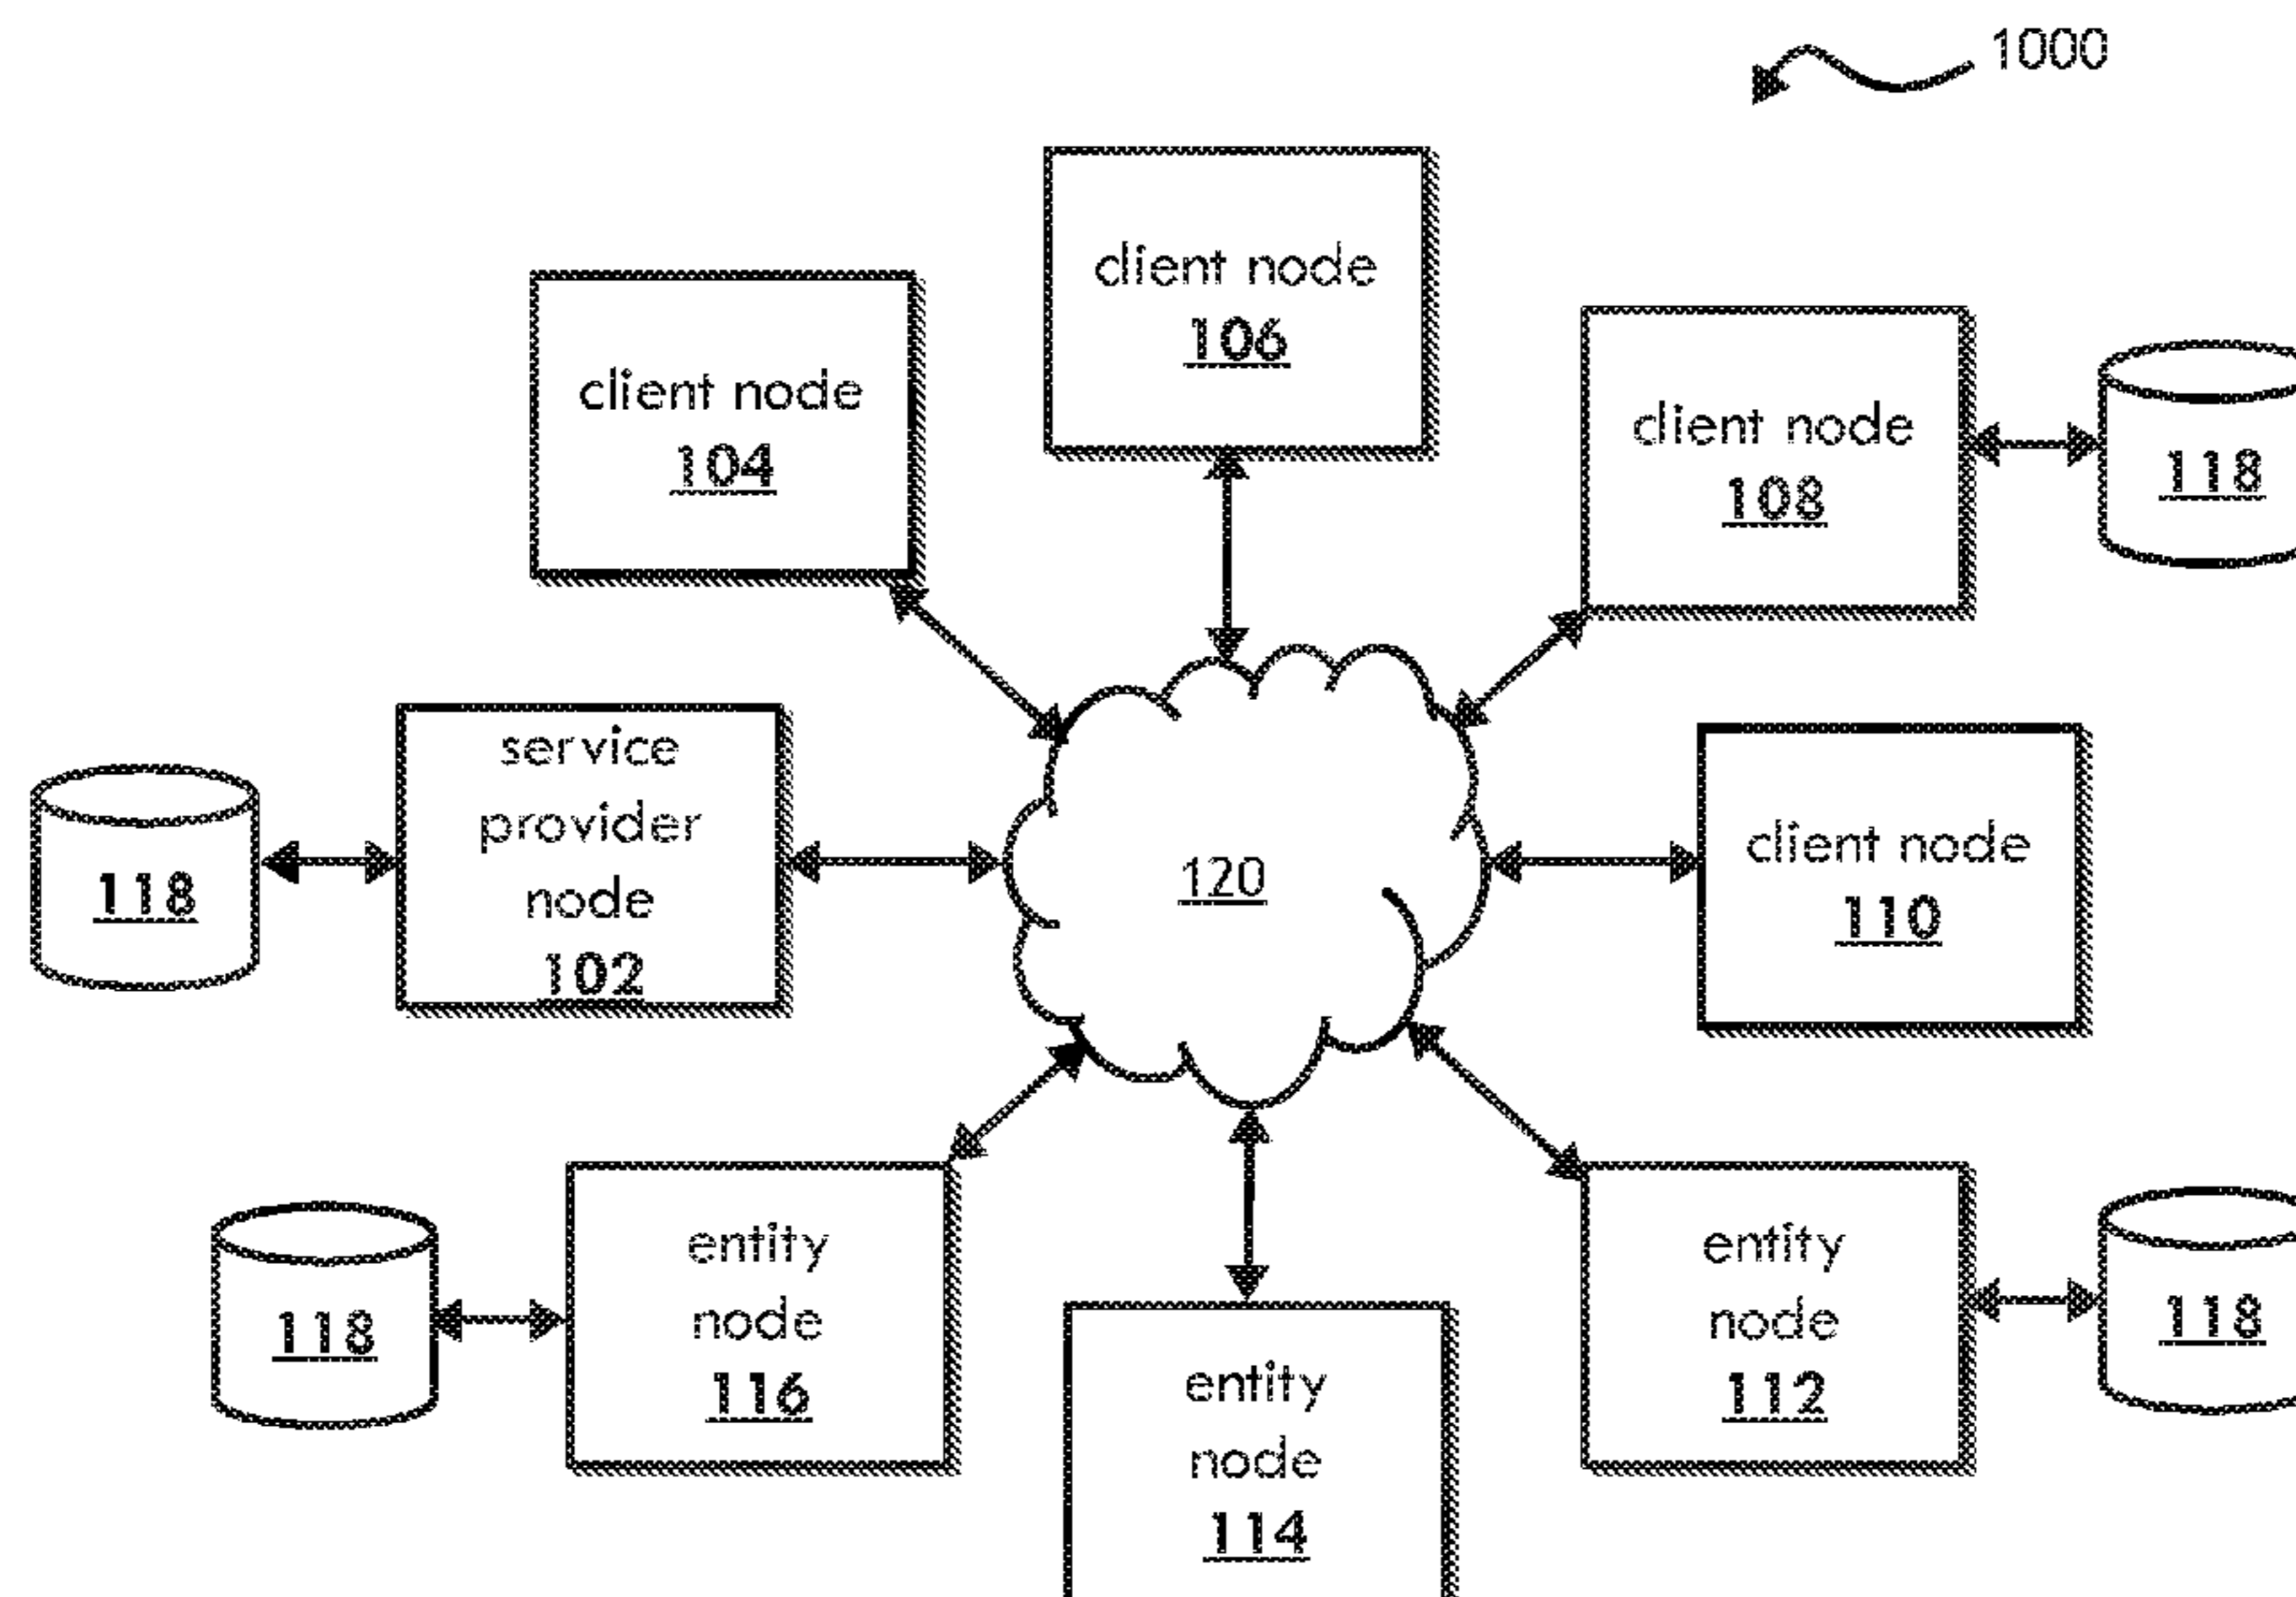 1000
client node
106
client node
104
client node
108
118
service
provider
node
102
118
120
client node
110
entity
node
116
118
entity
node
114
entity
node
112
118